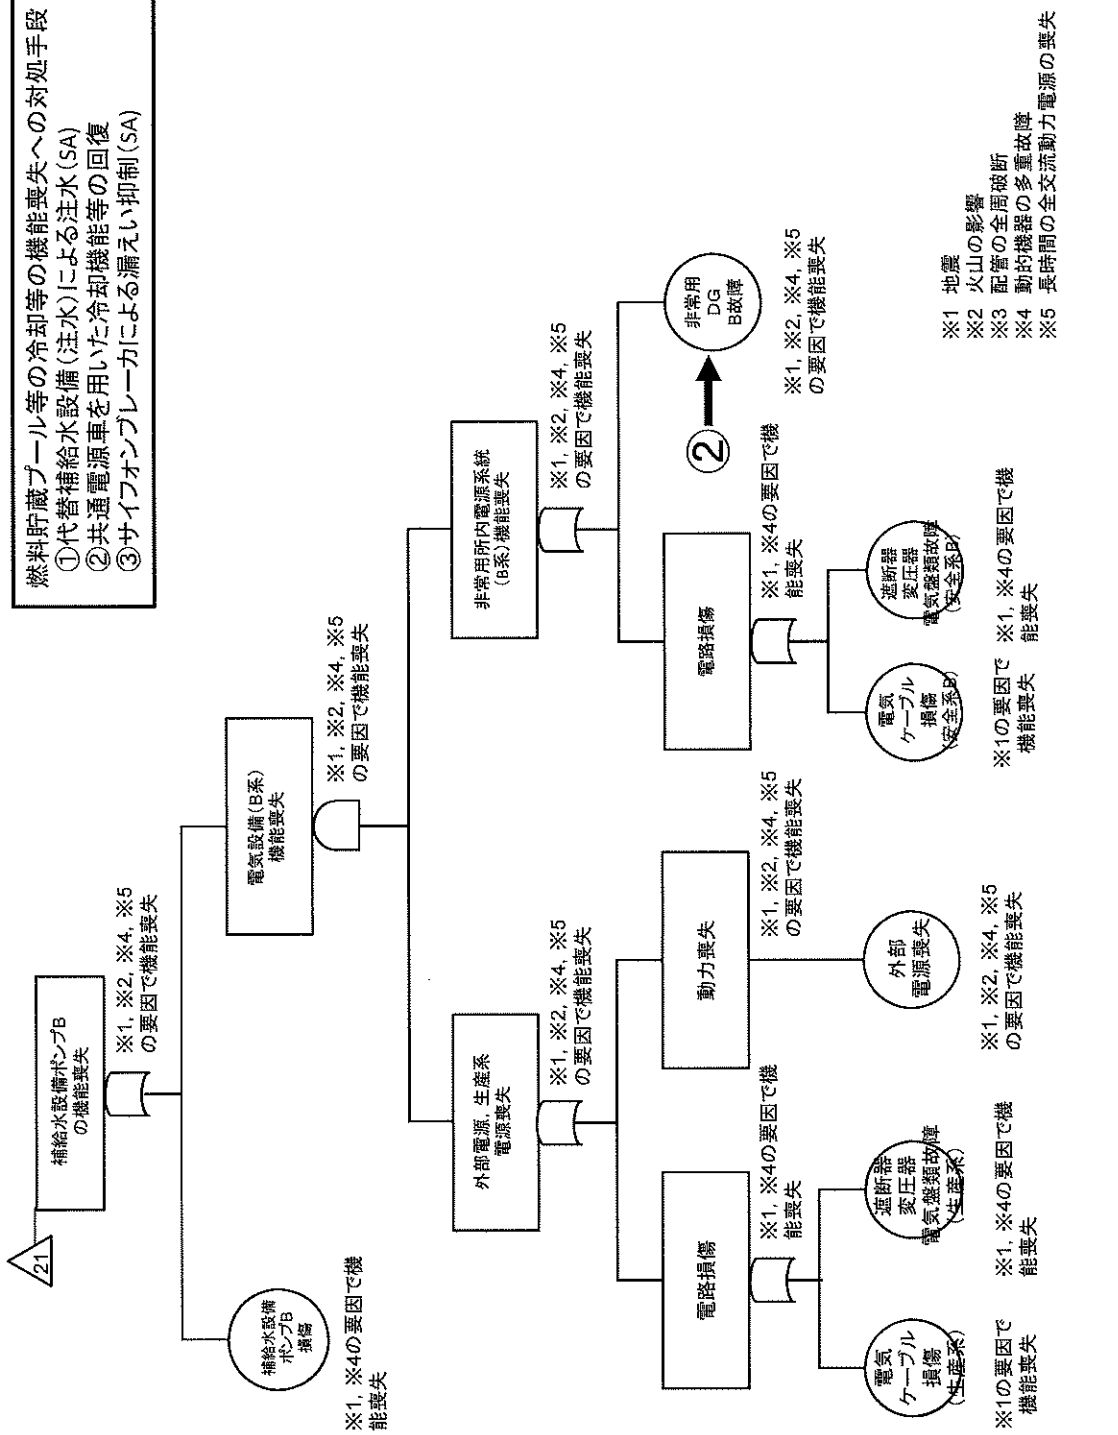 燃料貯蔵プール等の冷却等の機能喪失への対処手段
①代替補給水設備(注水)による注水(SA)
②共通電源車を用いた冷却機能等の回復
③サイフォンブレーカによる漏えい抑制(SA)
21
補給水設備ポンプB
の機能喪失
※1, ※2, ※4, ※5
の要因で機能喪失
補給水設備
ポンプB
損傷
※1, ※4の要因で機
能喪失
電気設備(B系)
機能喪失
※1, ※2, ※4, ※5
の要因で機能喪失
外部電源, 生産系
電源喪失
※1, ※2, ※4, ※5
の要因で機能喪失
非常用所内電源系統
(B系)機能喪失
※1, ※2, ※4, ※5
の要因で機能喪失
電路損傷
※1, ※4の要因で機
能喪失
動力喪失
※1, ※2, ※4, ※5
の要因で機能喪失
電路損傷
※1, ※4の要因で機
能喪失
②
非常用
DG
B故障
※1, ※2, ※4, ※5
の要因で機能喪失
電気
ケーブル
損傷
(生産系)
※1の要因で
機能喪失
遮断器
変圧器
電気盤類故障
(生産系)
※1, ※4の要因で機
能喪失
外部
電源喪失
※1, ※2, ※4, ※5
の要因で機能喪失
電気
ケーブル
損傷
(安全系B)
※1の要因で
機能喪失
遮断器
変圧器
電気盤類故障
(安全系B)
※1, ※4の要因で機
能喪失
※1 地震
※2 火山の影響
※3 配管の全周破断
※4 動的機器の多重故障
※5 長時間の全交流動力電源の喪失